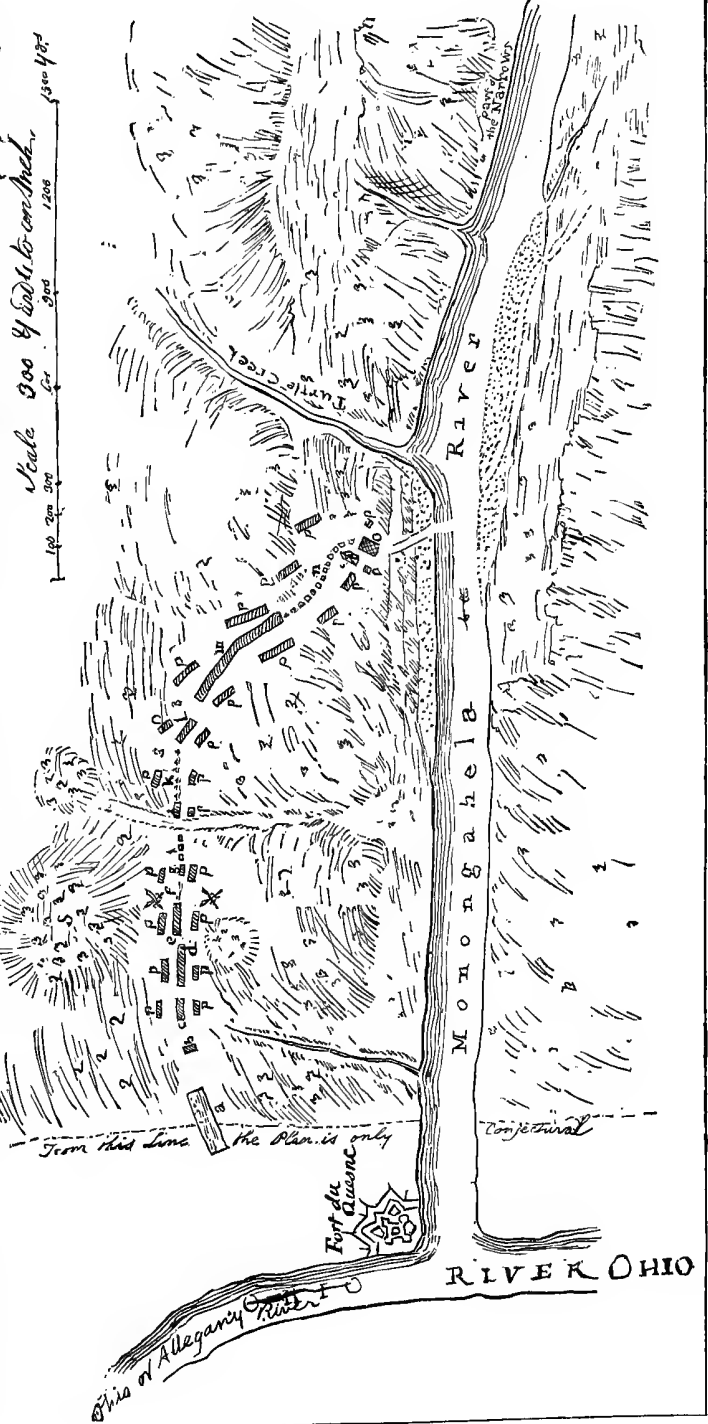 Scale 300 Yards to an Inch
100 200 300 600 900 1200 1500 Yds
part of
the Narrows
Turtle Creek
River
Monongahela
From this Line the Plan is only Conjectural
Fort du
Quesne
Ohio or Allegany River
RIVER OHIO
a
b
c
d
e
f
g
k
m
n
o
p